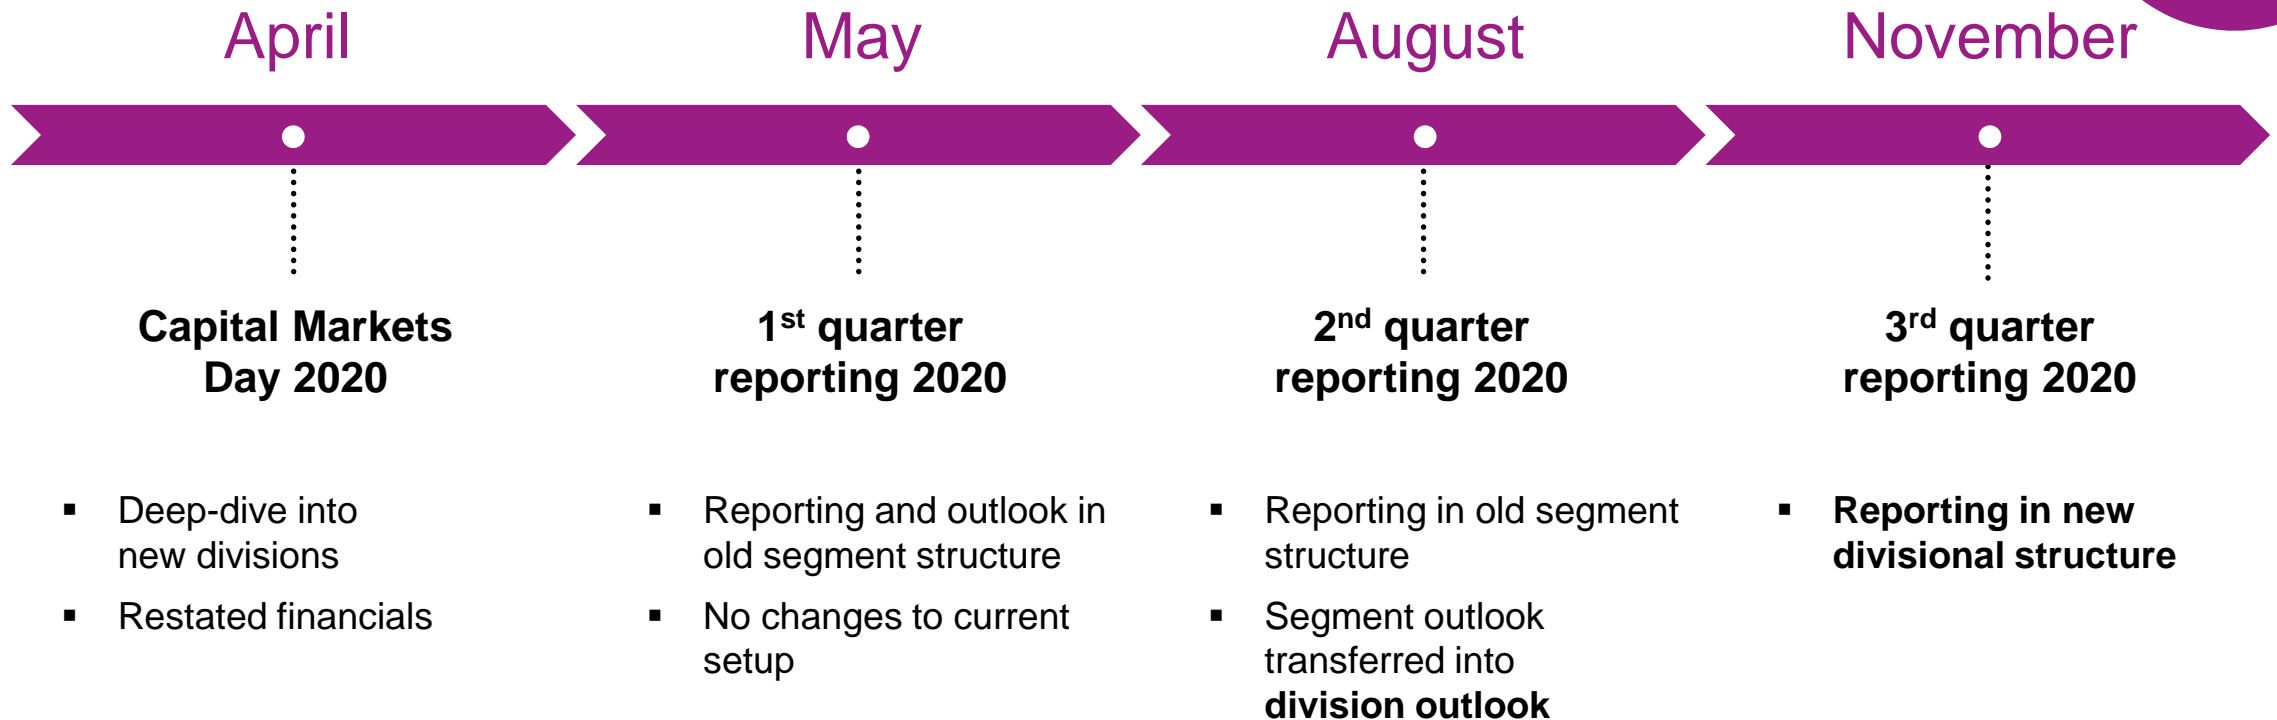 April
May
August
November
Capital Markets
Day 2020
1st quarter
reporting 2020
2nd quarter
reporting 2020
3rd quarter
reporting 2020
▪ Deep-dive into
new divisions
▪ Restated financials
▪ Reporting and outlook in
old segment structure
▪ No changes to current
setup
▪ Reporting in old segment
structure
▪ Segment outlook
transferred into
division outlook
▪ Reporting in new
divisional structure